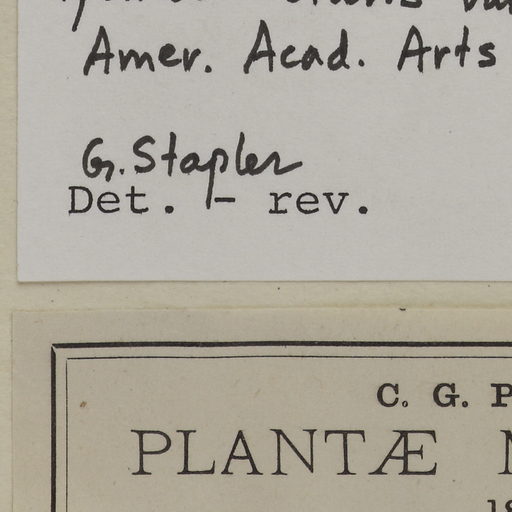 Amer. Acad. Arts
G. Stapler
Det. - rev.
C. G. P
PLANTÆ